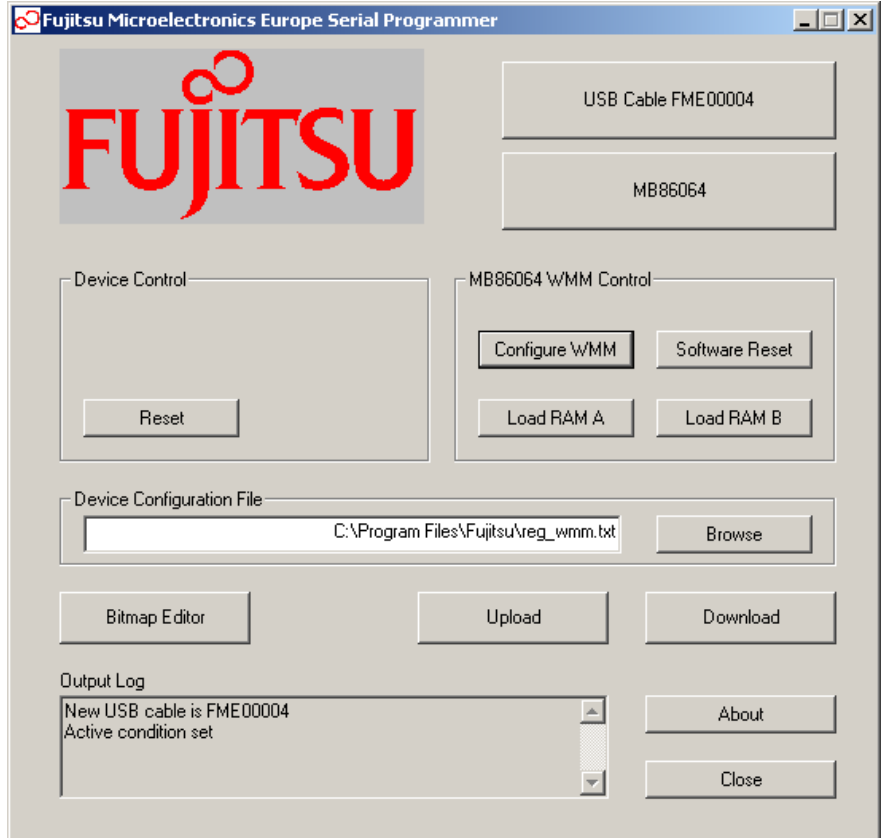 Fujitsu Microelectronics Europe Serial Programmer
FUJITSU
USB Cable FME00004
MB86064
Device Control
MB86064 WMM Control
Configure WMM
Software Reset
Reset
Load RAM A
Load RAM B
Device Configuration File
C:\Program Files\Fujitsu\reg_wmm.txt
Browse
Bitmap Editor
Upload
Download
Output Log
New USB cable is FME00004
Active condition set
About
Close